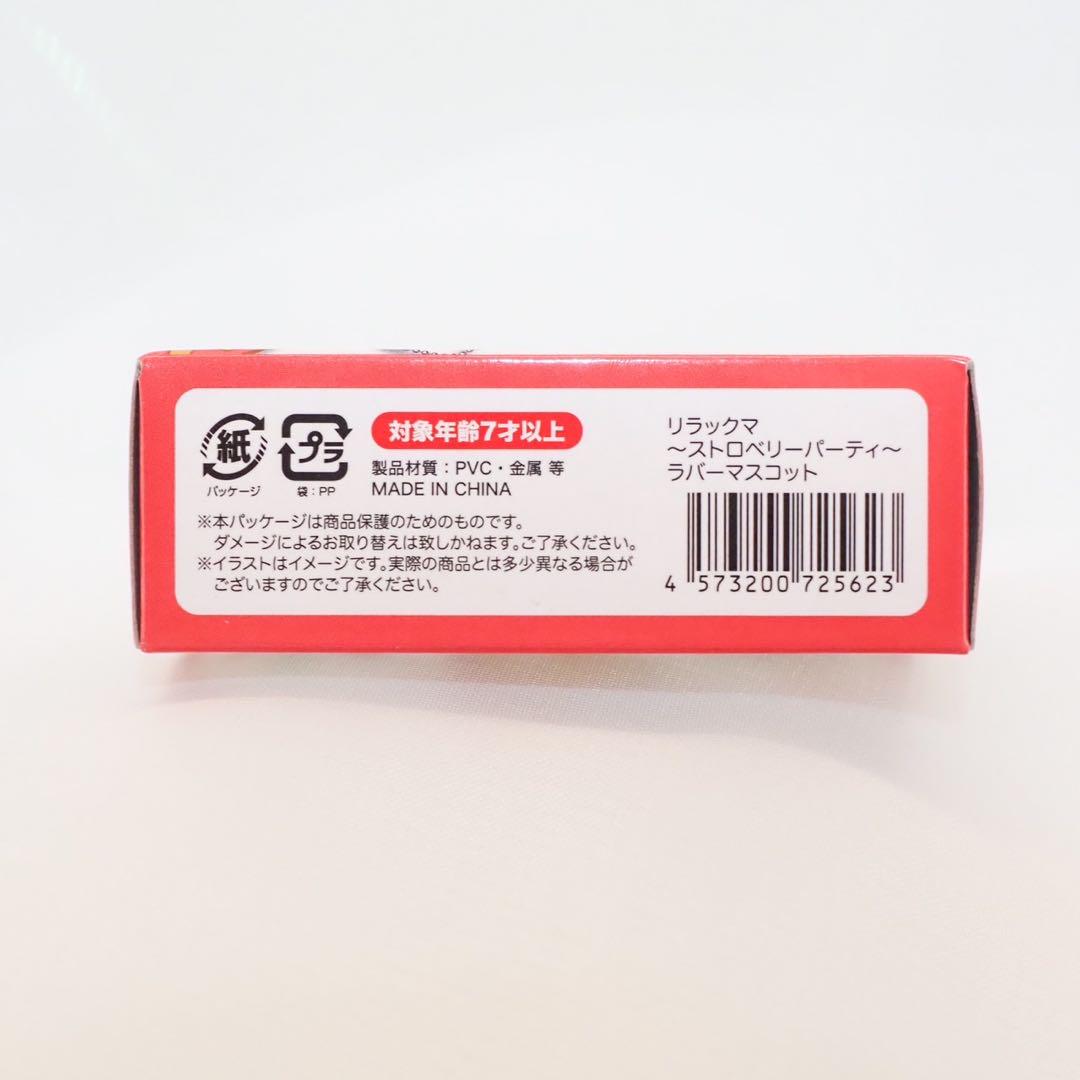 紙
パッケージ
プラ
袋：PP
対象年齢7才以上
製品材質：PVC・金属 等
MADE IN CHINA
※本パッケージは商品保護のためのものです。
ダメージによるお取り替えは致しかねます。ご了承ください。
※イラストはイメージです。実際の商品とは多少異なる場合が
ございますのでご了承ください。
リラックマ
～ストロベリーパーティ～
ラバーマスコット
4 573200 725623